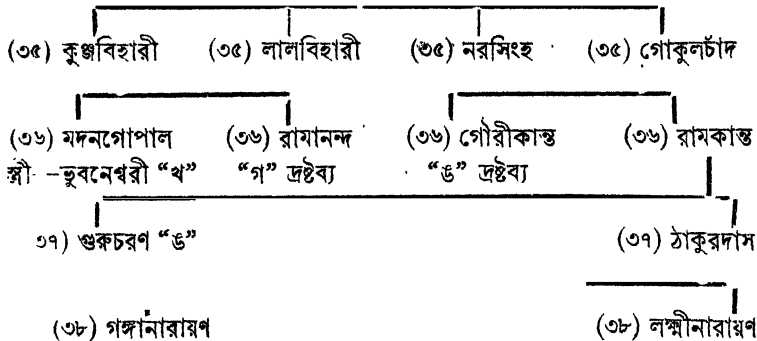 (৩৫) কুঞ্জবিহারী (৩৫) লালবিহারী (৩৫) নরসিংহ (৩৫) গোকুলচাঁদ
(৩৬) মদনগোপাল (৩৬) রামানন্দ (৩৬) গৌরীকান্ত (৩৬) রামকান্ত
স্ত্রী -ভুবনেশ্বরী “খ” “গ” দ্রষ্টব্য “ঙ” দ্রষ্টব্য
৩৭) গুরুচরণ “ঙ” (৩৭) ঠাকুরদাস
(৩৮) গঙ্গানারায়ণ (৩৮) লক্ষ্মীনারায়ণ